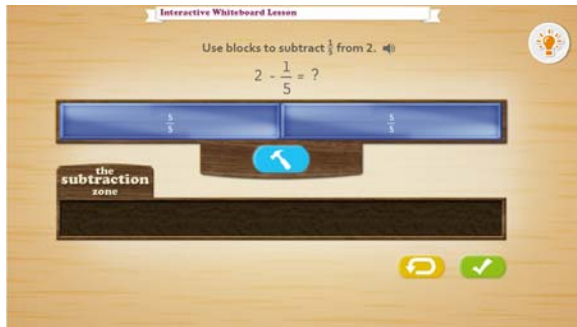 Interactive Whiteboard Lesson
Use blocks to subtract 1/5 from 2.
2 - 1/5 = ?
5/5 5/5
the
subtraction
zone